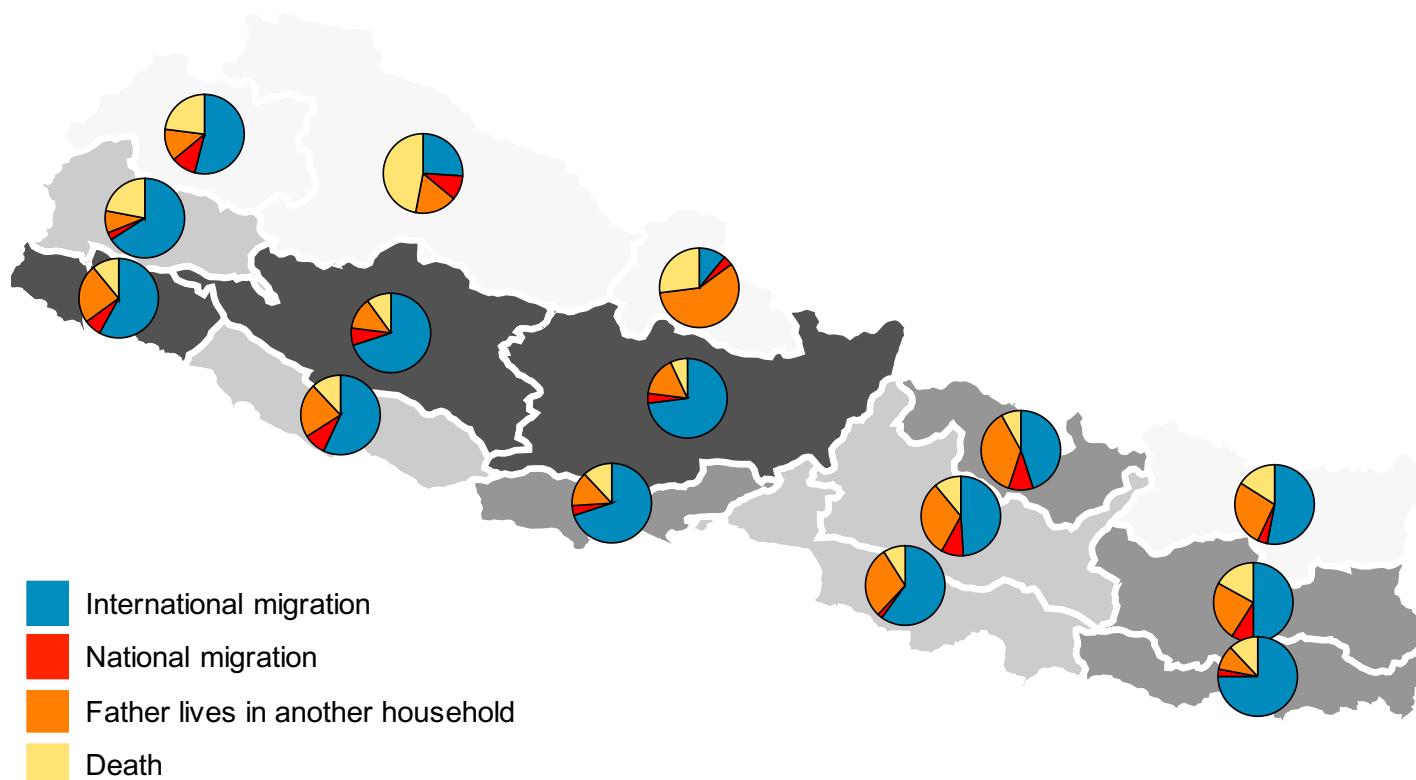 International migration
National migration
Father lives in another household
Death